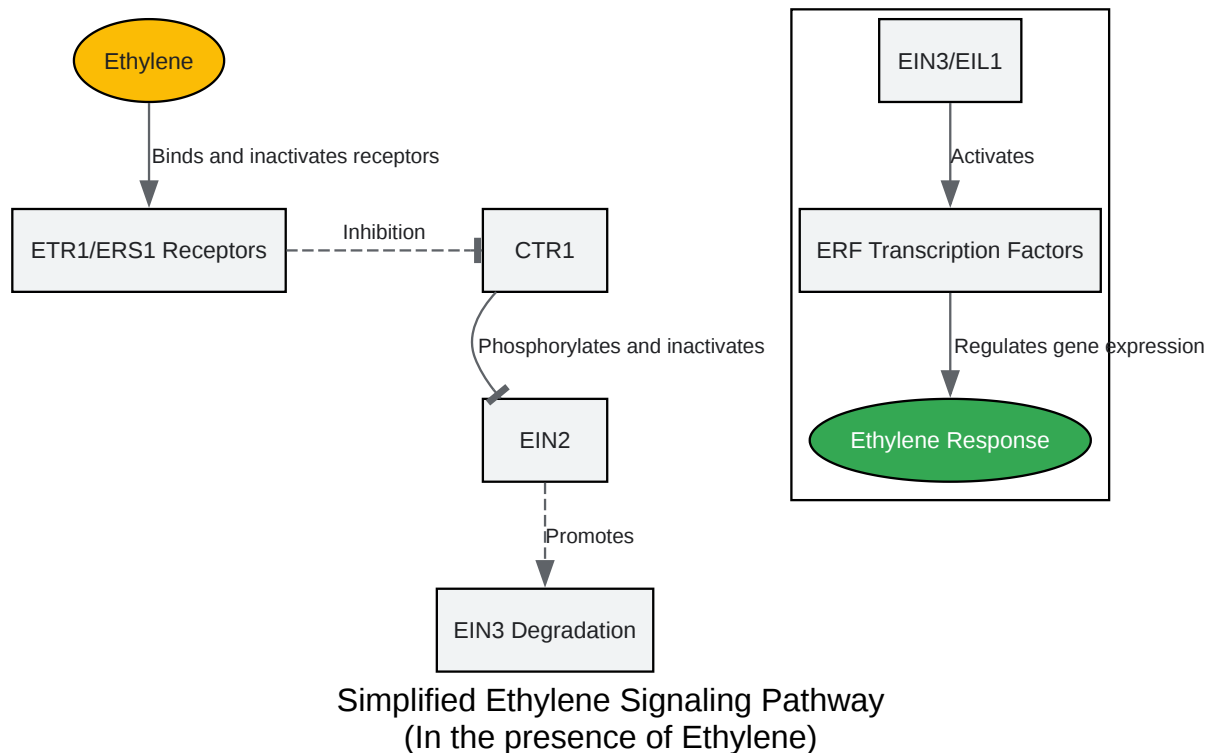 Ethylene
Binds and inactivates receptors
ETR1/ERS1 Receptors
Inhibition
CTR1
Phosphorylates and inactivates
EIN2
Promotes
EIN3 Degradation
EIN3/EIL1
Activates
ERF Transcription Factors
Regulates gene expression
Ethylene Response
Simplified Ethylene Signaling Pathway
(In the presence of Ethylene)